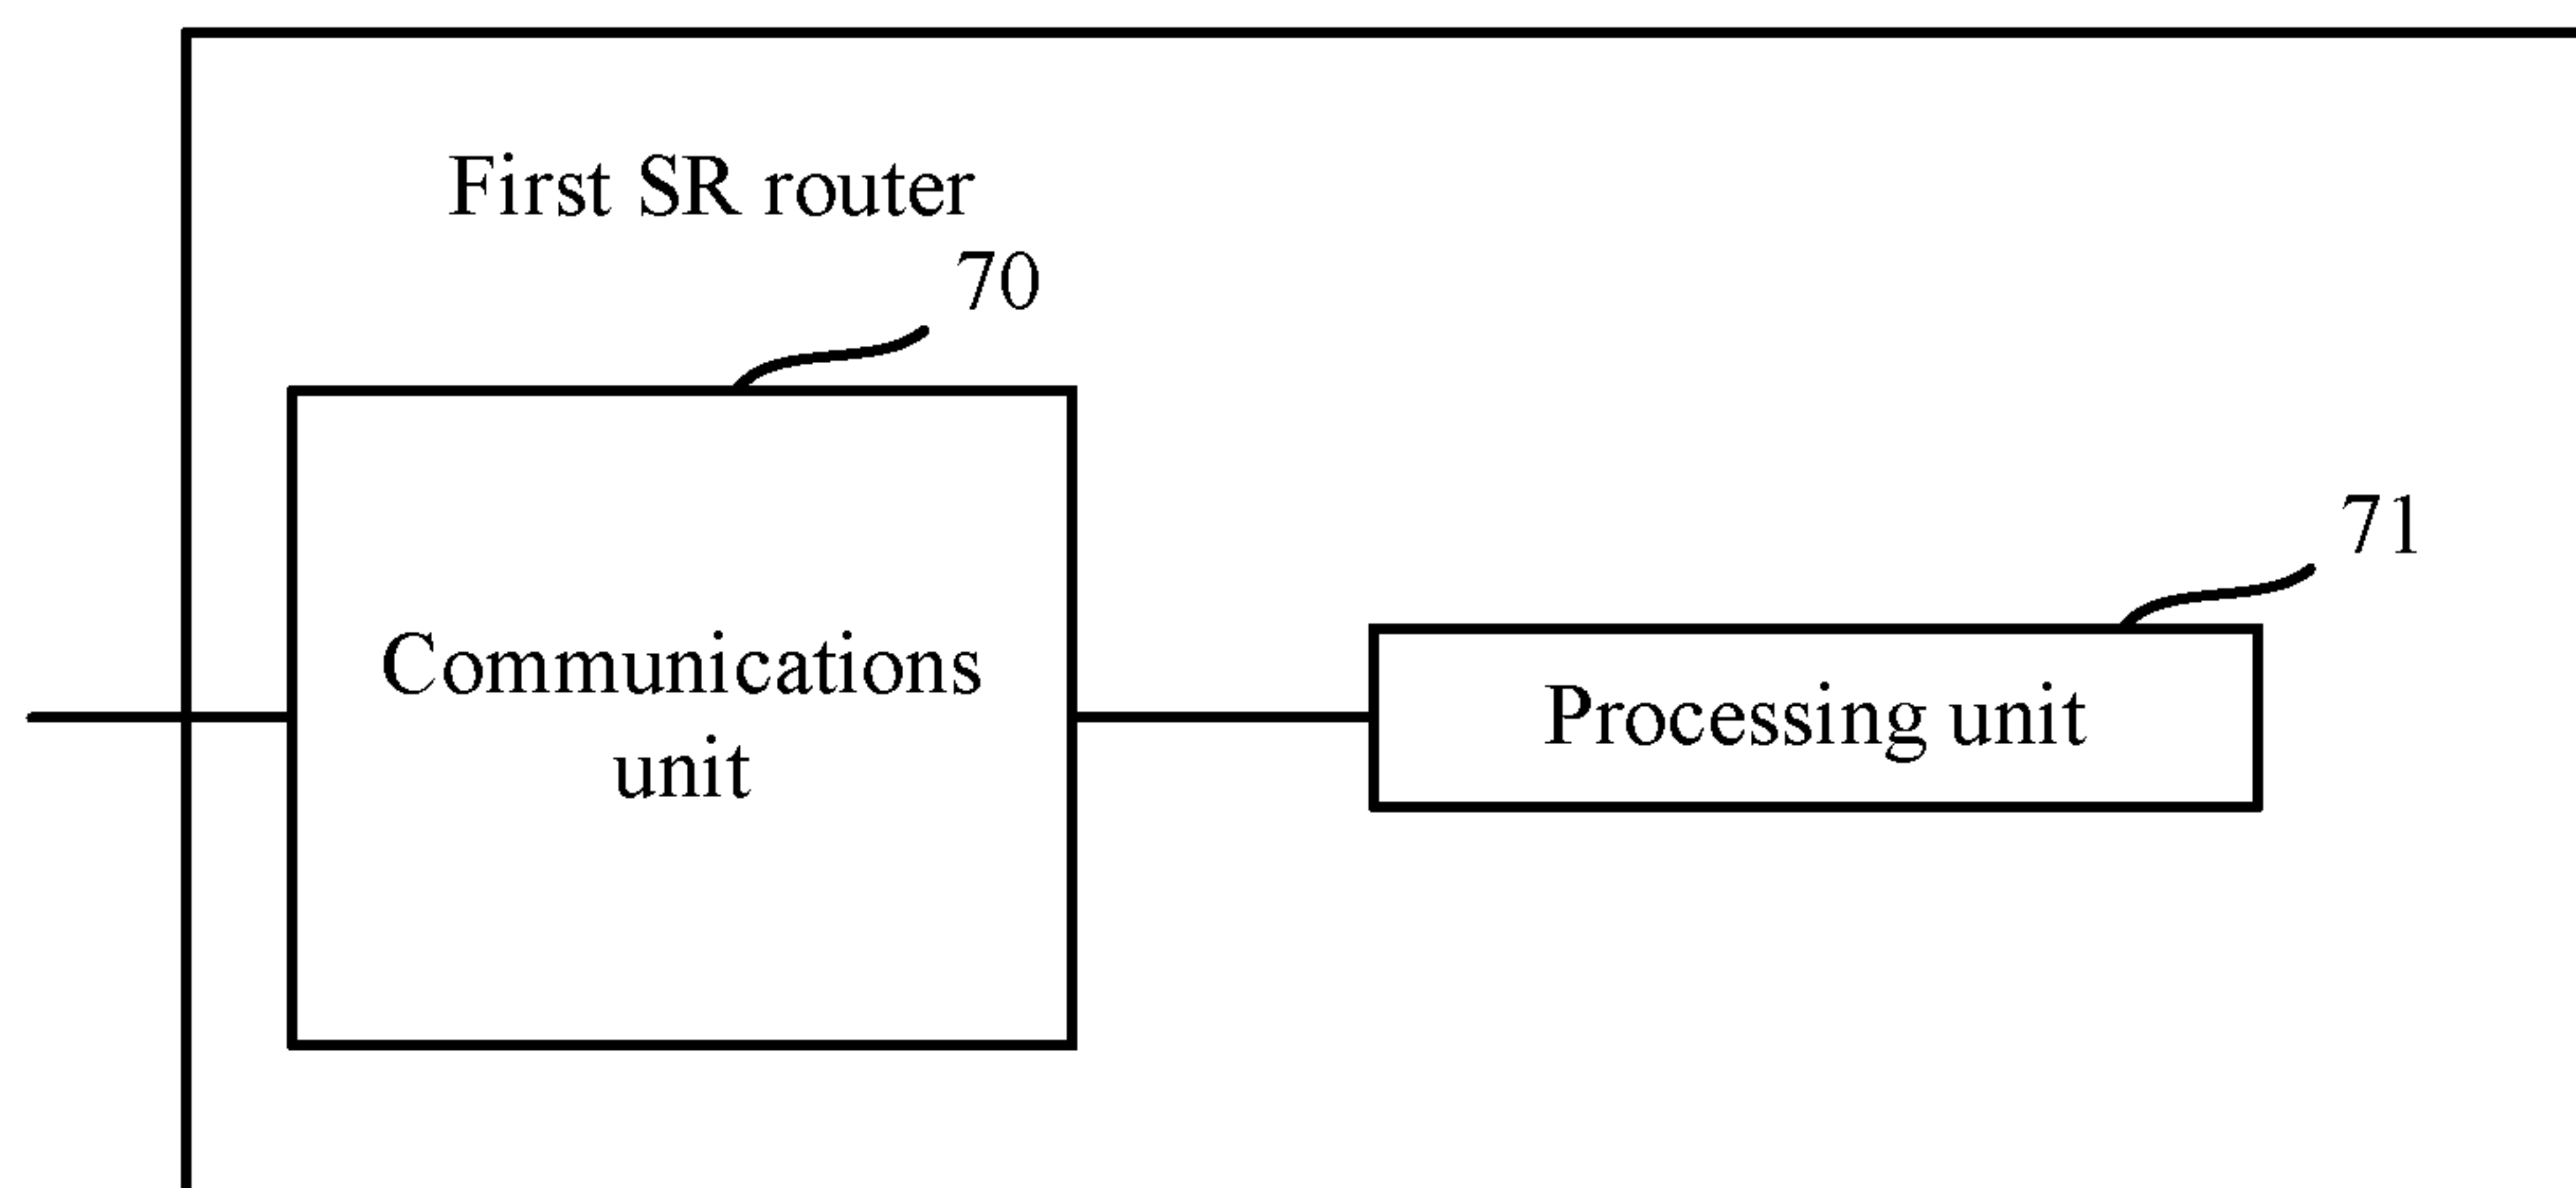 First SR router
70
71
Communications
unit
Processing unit